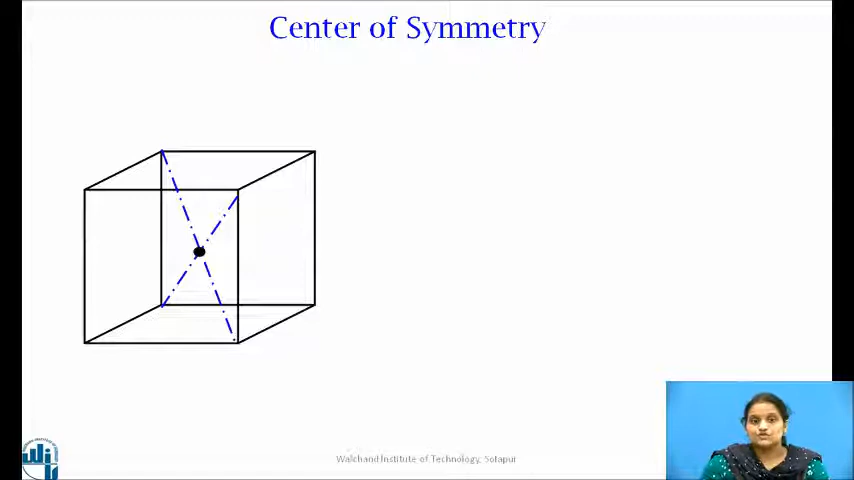 Center of Symmetry
Walchand Institute of Technology, Solapur